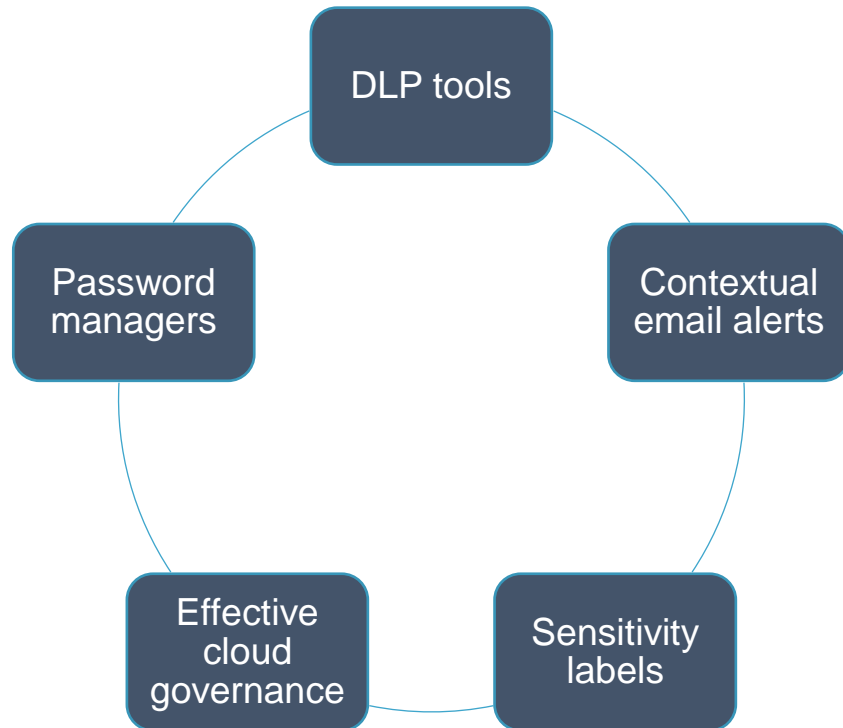 DLP tools
Contextual
email alerts
Sensitivity
labels
Effective
cloud
governance
Password
managers